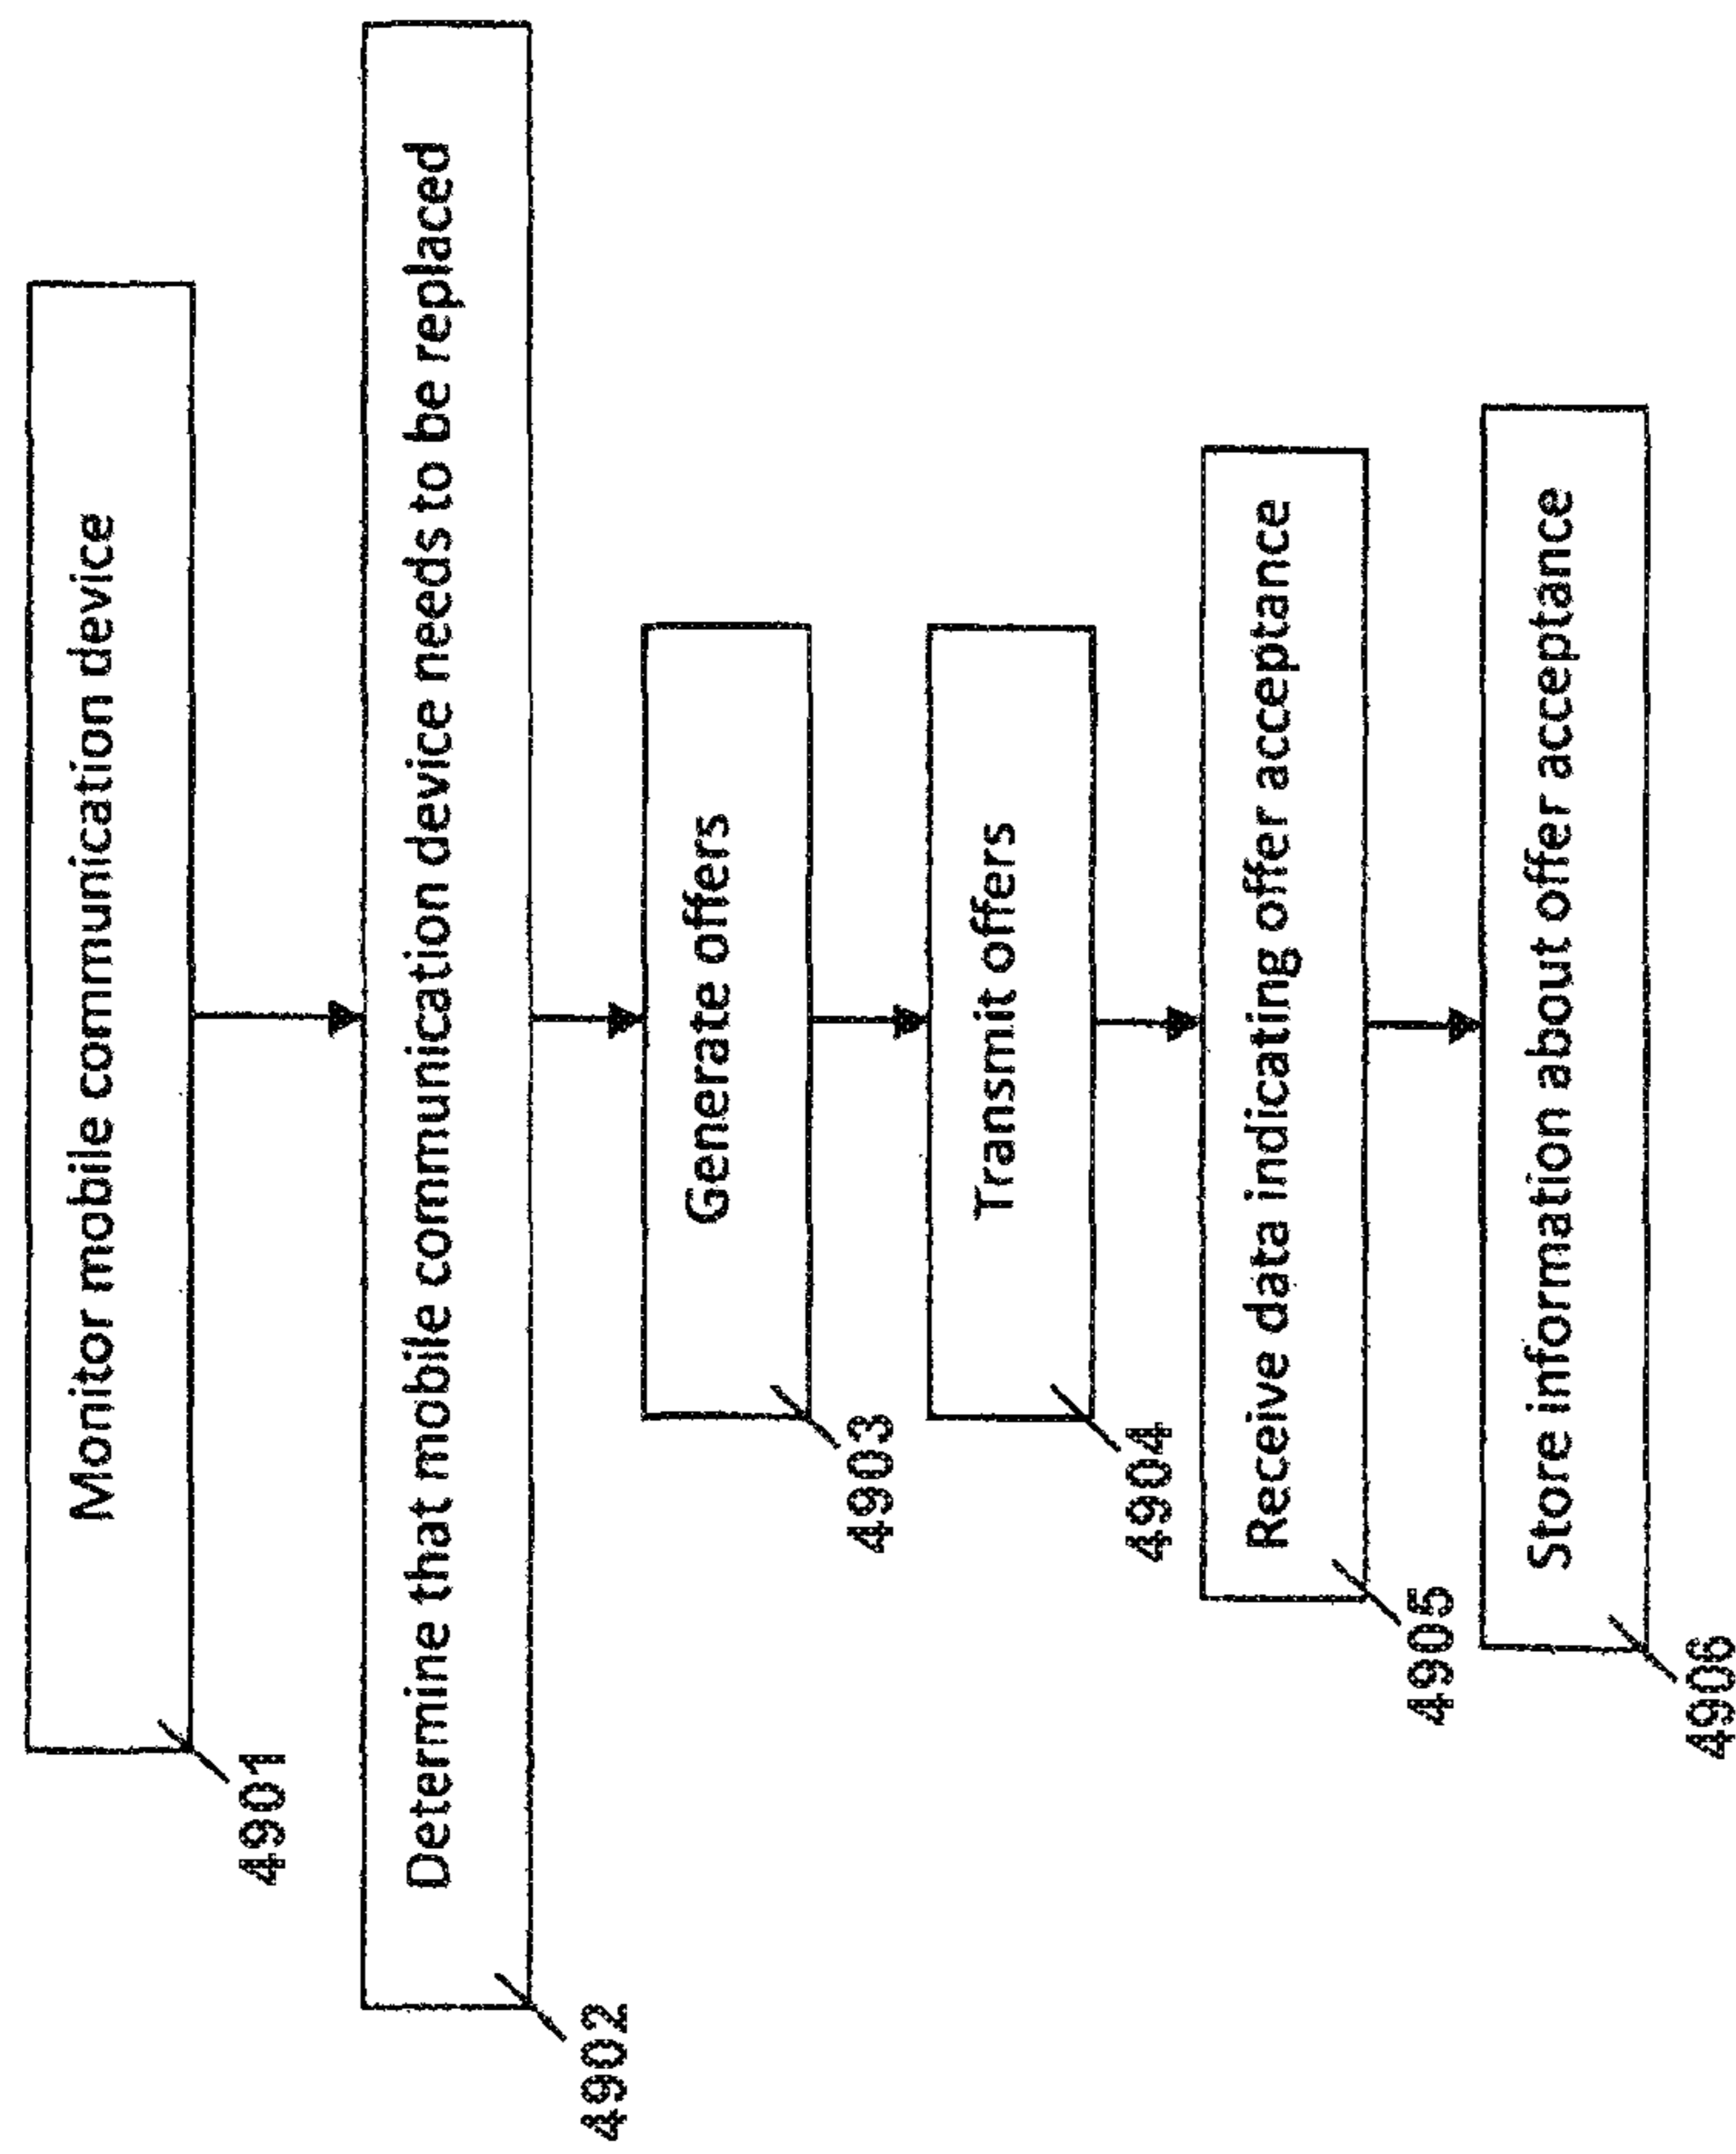 Monitor mobile communication device
4901
Determine that mobile communication device needs to be replaced
4902
Generate offers
4903
Transmit offers
4904
Receive data indicating offer acceptance
4905
Store information about offer acceptance
4906